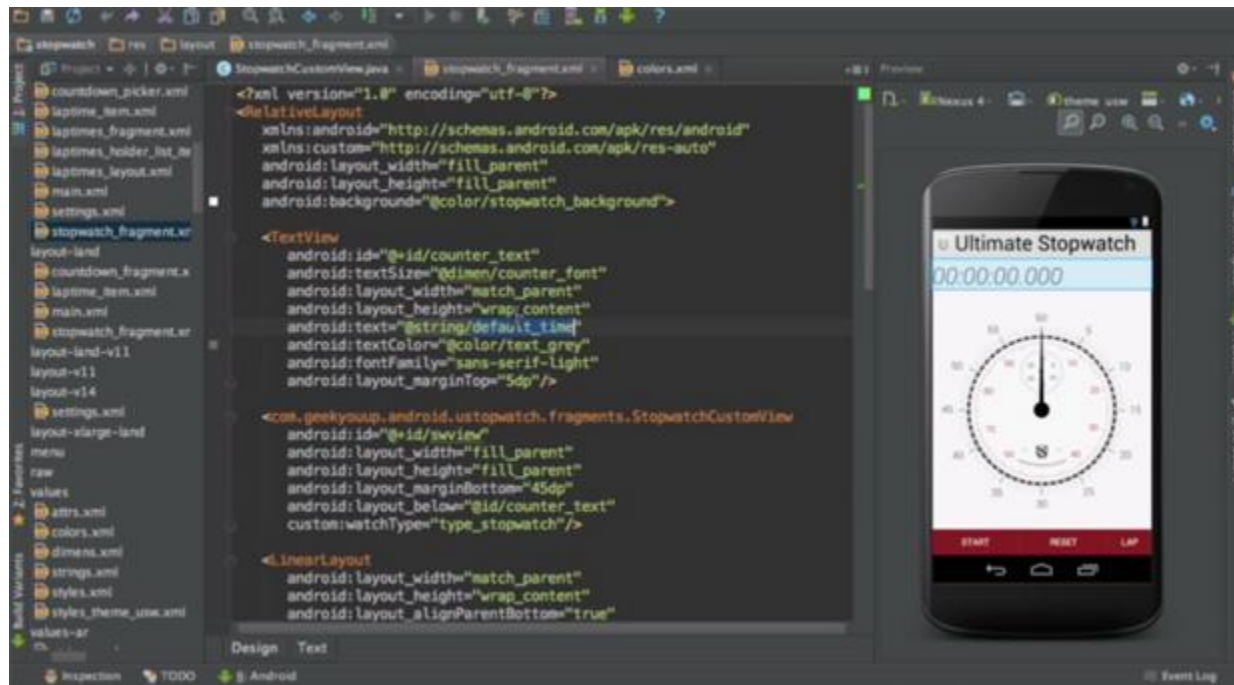 stopwatch res layout stopwatch_fragment.xml
Project
StopwatchCustomView.java stopwatch_fragment.xml colors.xml
Preview
Project
countdown_picker.xml
laptime_item.xml
laptimes_fragment.xml
laptimes_holder_list_ite
laptimes_layout.xml
main.xml
settings.xml
stopwatch_fragment.xr
layout-land
countdown_fragment.x
laptime_item.xml
main.xml
stopwatch_fragment.xr
layout-land-v11
layout-v11
layout-v14
settings.xml
layout-xlarge-land
menu
raw
values
attrs.xml
colors.xml
dimens.xml
strings.xml
styles.xml
styles_theme_usw.xml
values-ar
2: Favorites
Build Variants
<?xml version="1.0" encoding="utf-8"?>
<RelativeLayout
xmlns:android="http://schemas.android.com/apk/res/android"
xmlns:custom="http://schemas.android.com/apk/res-auto"
android:layout_width="fill_parent"
android:layout_height="fill_parent"
android:background="@color/stopwatch_background">
<TextView
android:id="@+id/counter_text"
android:textSize="@dimen/counter_font"
android:layout_width="match_parent"
android:layout_height="wrap_content"
android:text="@string/default_time"
android:textColor="@color/text_grey"
android:fontFamily="sans-serif-light"
android:layout_marginTop="5dp"/>
<com.geekyouup.android.ustopwatch.fragments.StopwatchCustomView
android:id="@+id/swview"
android:layout_width="fill_parent"
android:layout_height="fill_parent"
android:layout_marginBottom="45dp"
android:layout_below="@id/counter_text"
custom:watchType="type_stopwatch"/>
<LinearLayout
android:layout_width="match_parent"
android:layout_height="wrap_content"
android:layout_alignParentBottom="true"
Design Text
Nexus 4 theme_usw
Ultimate Stopwatch
00:00:00.000
START RESET LAP
Inspection TODO 6: Android Event Log